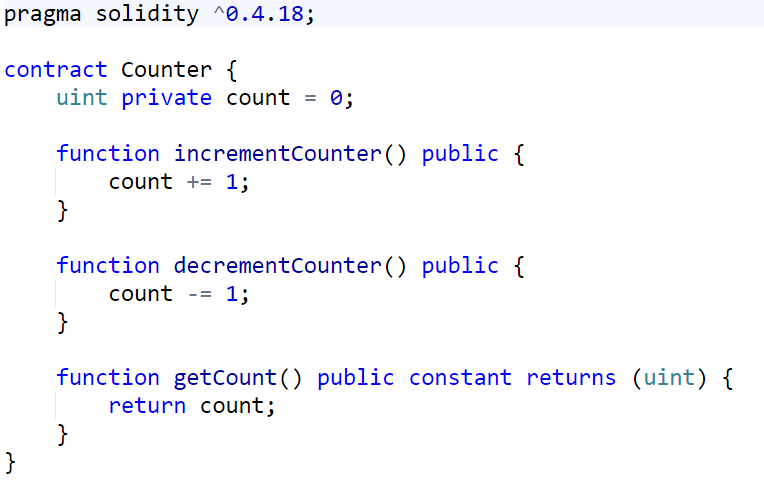 pragma solidity ^0.4.18;
contract Counter {
uint private count = 0;
function incrementCounter() public {
count += 1;
}
function decrementCounter() public {
count -= 1;
}
function getCount() public constant returns (uint) {
return count;
}
}